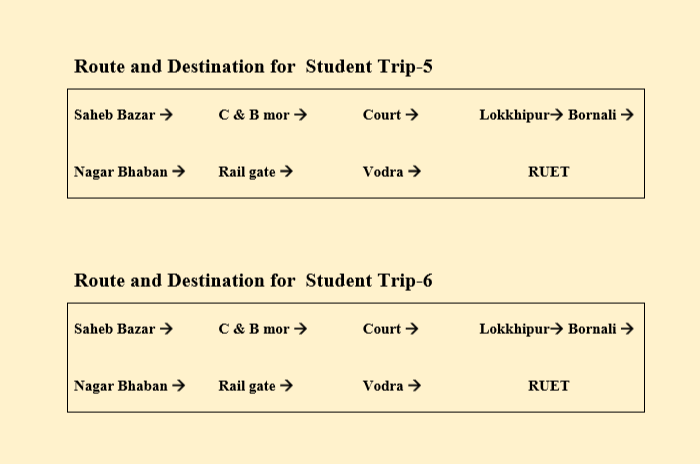 Route and Destination for Student Trip-5
Saheb Bazar → C & B mor → Court → Lokkhipur→ Bornali →
Nagar Bhaban → Rail gate → Vodra → RUET
Route and Destination for Student Trip-6
Saheb Bazar → C & B mor → Court → Lokkhipur→ Bornali →
Nagar Bhaban → Rail gate → Vodra → RUET